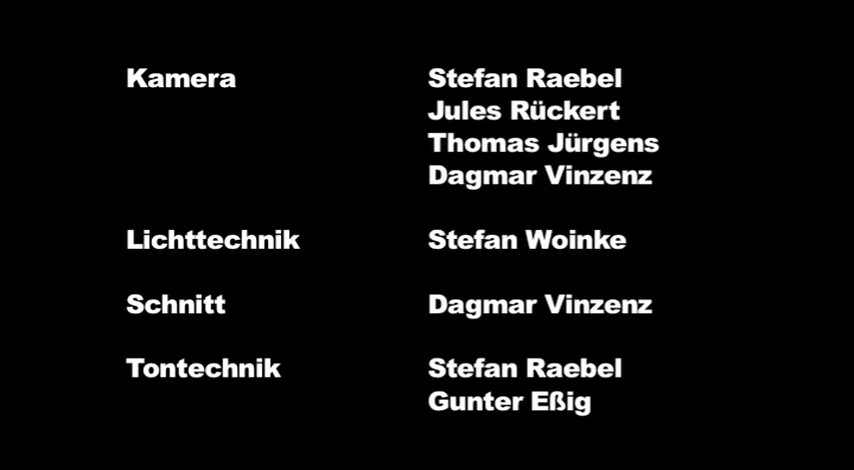 Kamera Stefan Raebel
Jules Rückert
Thomas Jürgens
Dagmar Vinzenz
Lichttechnik Stefan Woinke
Schnitt Dagmar Vinzenz
Tontechnik Stefan Raebel
Gunter Eßig